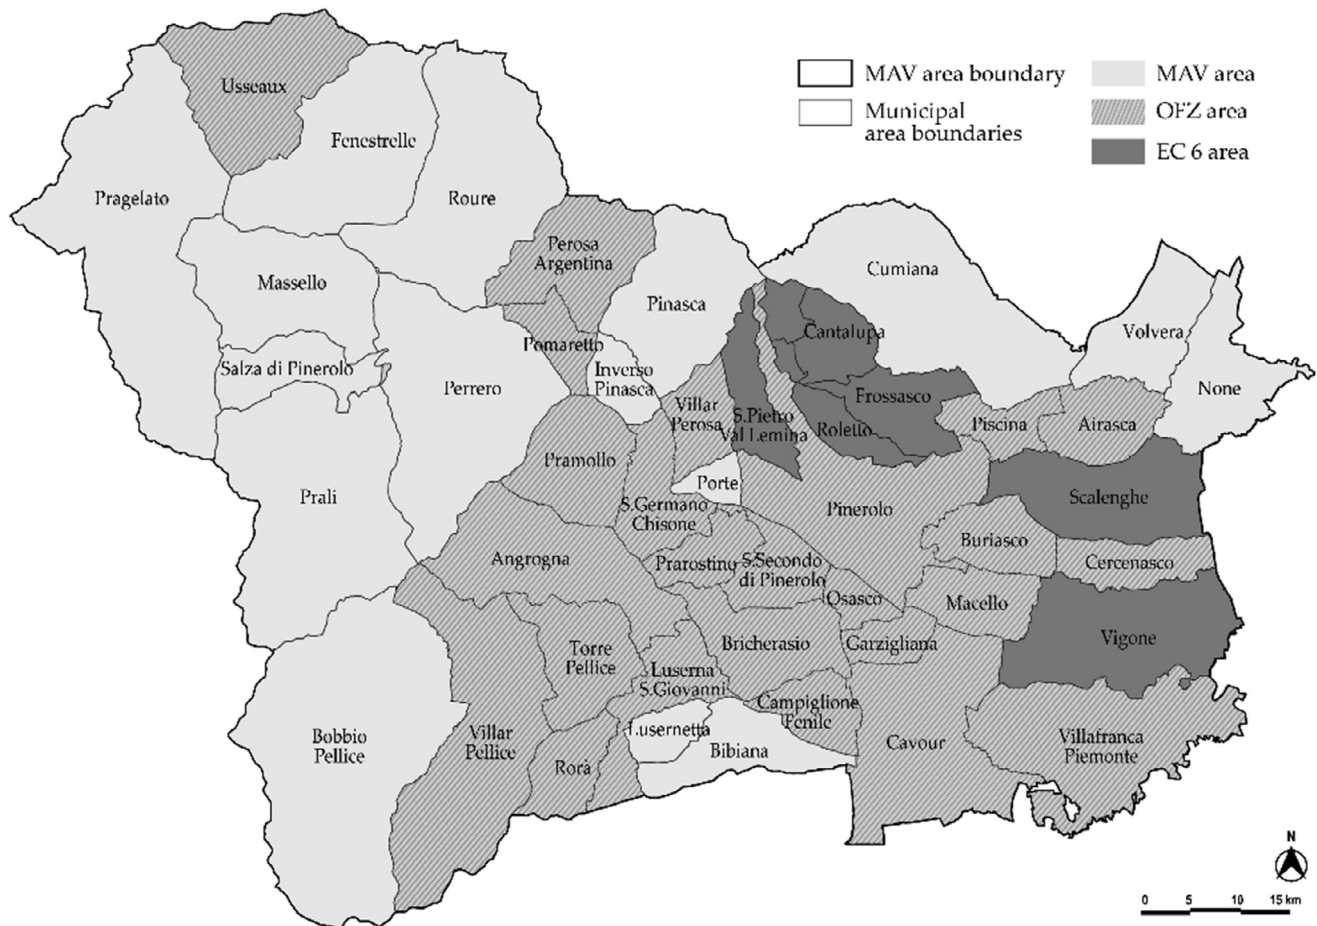 MAV area boundary
Municipal
area boundaries
MAV area
OFZ area
EC 6 area
Usseaux
Fenestrelle
Pragelato
Roure
Perosa
Argentina
Massello
Pinasca
Cumiana
Volvera
None
Cantalupa
Pomaretto
Salza di Pinerolo
Inverso
Pinasca
Perrero
Villar
Perosa
S.Pietro
Val Lemina
Frossasco
Roletto
Piscina
Airasca
Pramollo
Porte
Prali
S.Germano
Chisone
Pinerolo
Scalenghe
Buriasco
Angrogna
Prarostino
S.Secondo
di Pinerolo
Cercenasco
Osasco
Macello
Bricherasio
Garzigliana
Vigone
Torre
Pellice
Luserna
S.Giovanni
Campiglione
Fenile
Lusernetta
Bibiana
Bobbio
Pellice
Villar
Pellice
Rorà
Cavour
Villafranca
Piemonte
N
0 5 10 15 km